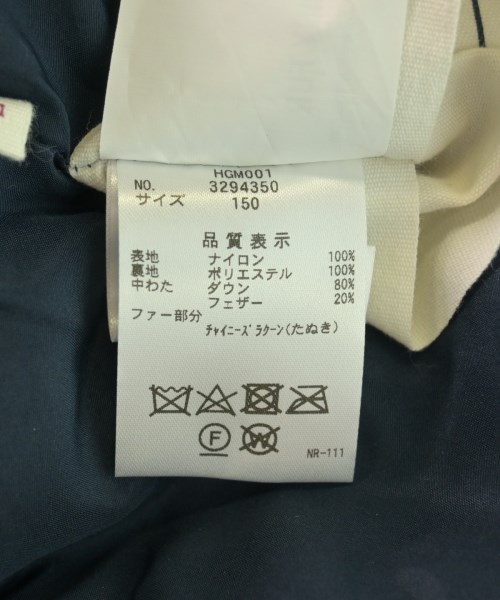 HGM001
NO. 3294350
サイズ 150
品質表示
表地 ナイロン 100%
裏地 ポリエステル 100%
中わた ダウン 80%
フェザー 20%
ファー部分
ﾁｬｲﾆｰｽﾞﾗｸｰﾝ(たぬき)
F W
NR-111